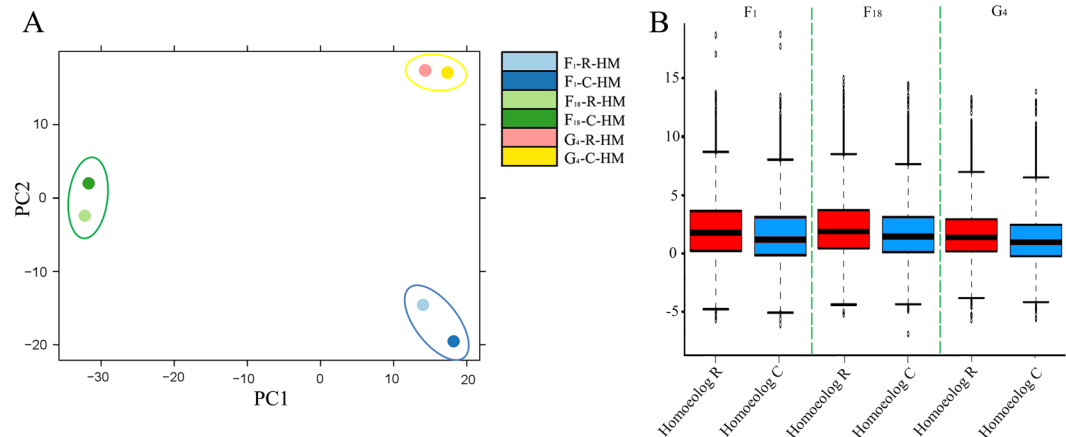 A
PC2
10
0
−10
−20
−30
−20
−10
0
10
20
PC1
F1-R-HM
F1-C-HM
F18-R-HM
F18-C-HM
G4-R-HM
G4-C-HM
B
F1
F18
G4
15
10
5
0
-5
Homoeolog R
Homoeolog C
Homoeolog R
Homoeolog C
Homoeolog R
Homoeolog C